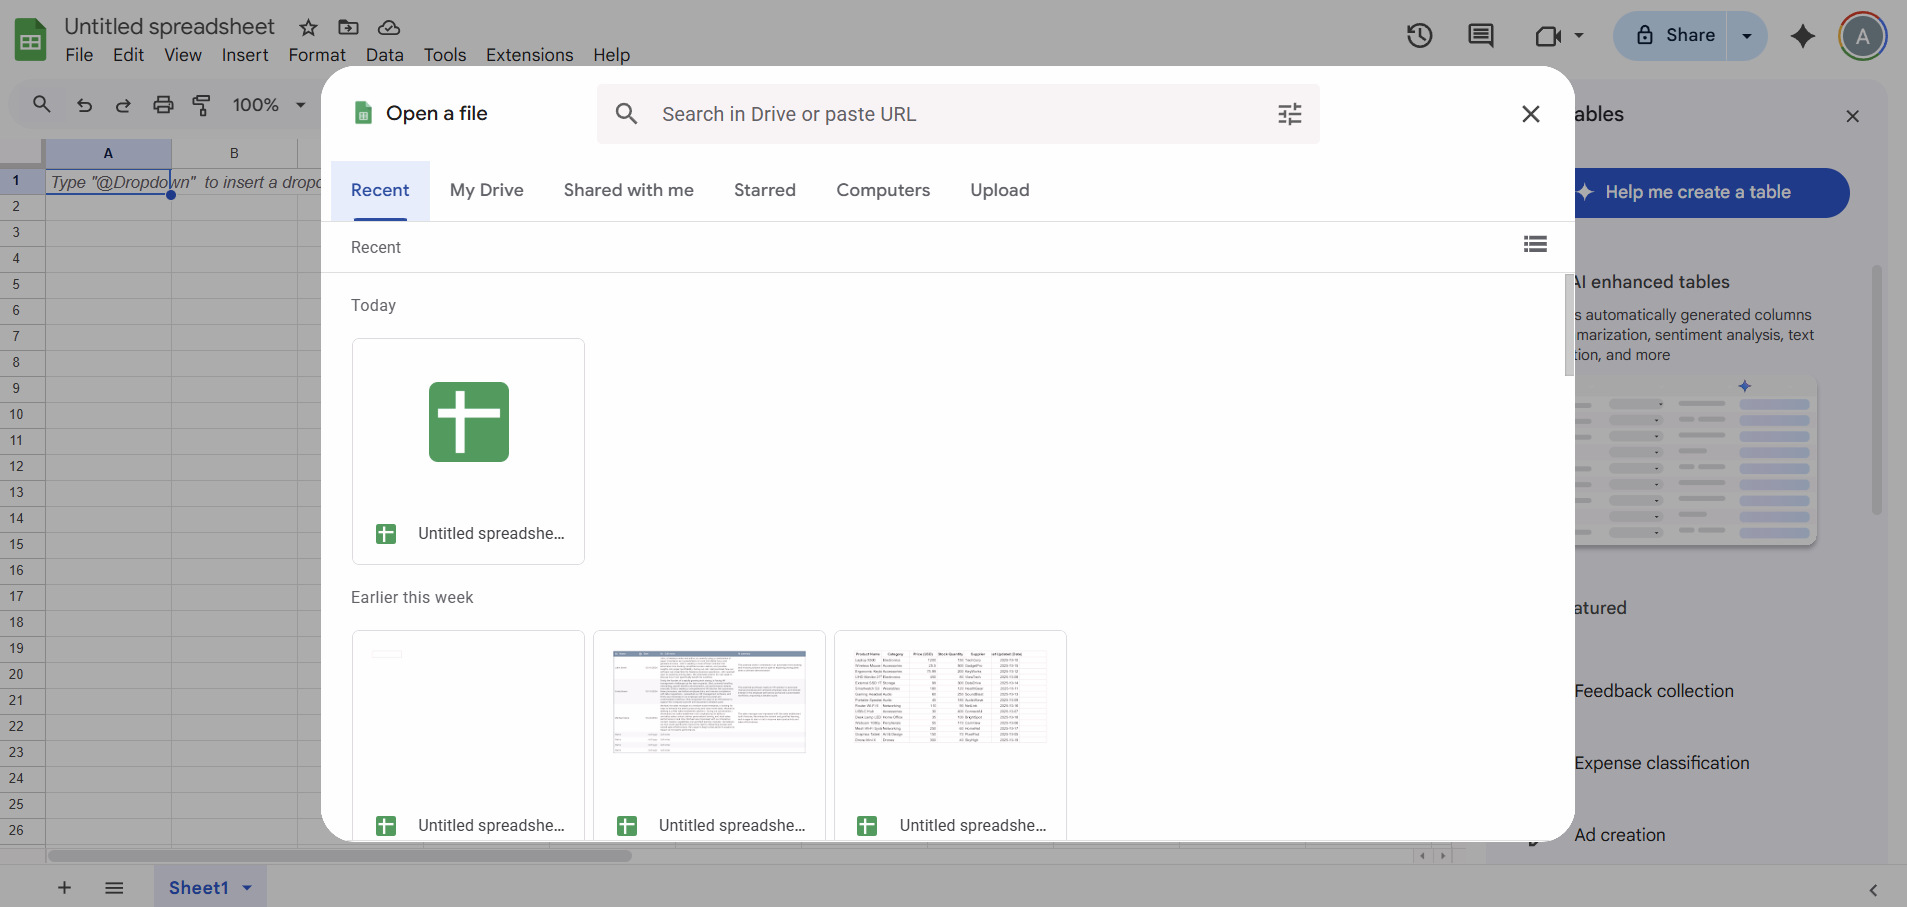 Untitled spreadsheet
File Edit View Insert Format Data Tools Extensions Help
Share
A
100%
Open a file
Search in Drive or paste URL
ables
A B
1 Type "@Dropdown" to insert a dropd
Recent My Drive Shared with me Starred Computers Upload
Help me create a table
2
3
4
5
6
7
8
9
10
11
12
13
14
15
16
17
18
19
20
21
22
23
24
25
26
Recent
Today
Untitled spreadshe...
Earlier this week
Untitled spreadshe... Untitled spreadshe... Untitled spreadshe...
AI enhanced tables
s automatically generated columns
marization, sentiment analysis, text
tion, and more
atured
Feedback collection
Expense classification
Ad creation
Sheet1